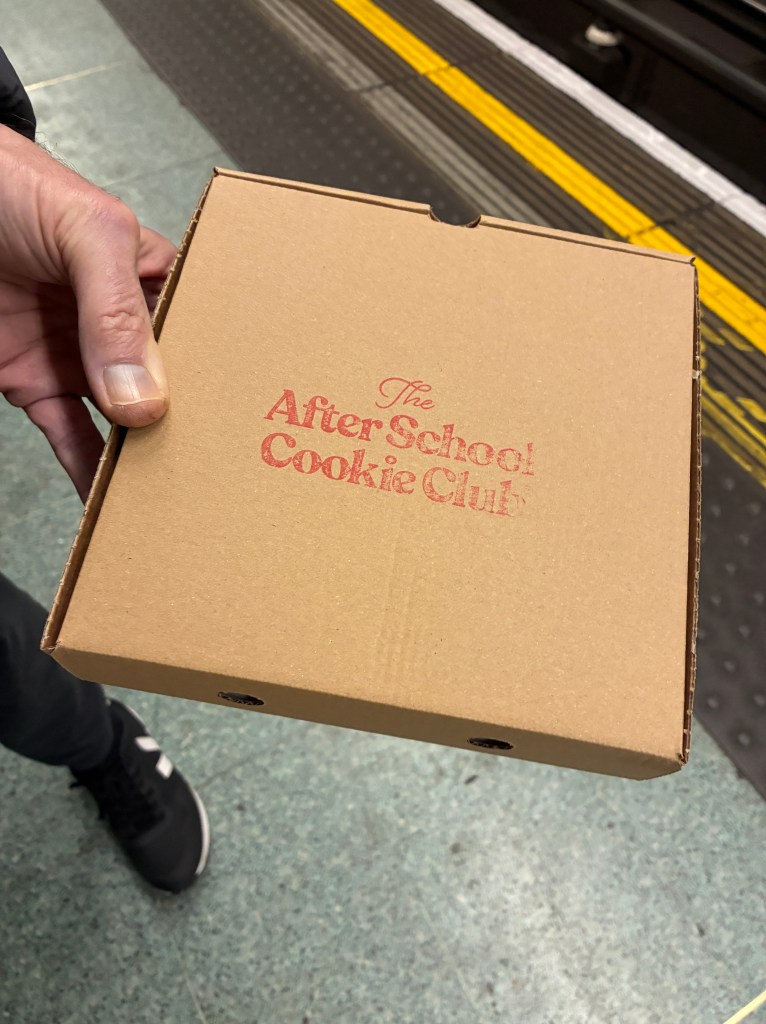 The
After School
Cookie Club